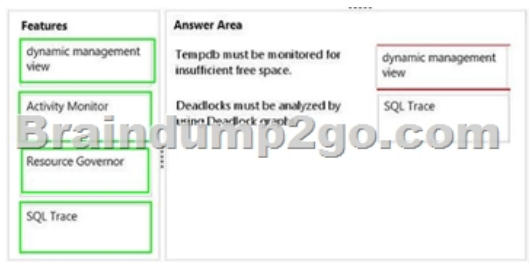 Features
dynamic management
view
Activity Monitor
Resource Governor
SQL Trace
Answer Area
Tempdb must be monitored for
insufficient free space.
dynamic management
view
Deadlocks must be analyzed by
using Deadlock graphs.
SQL Trace
Braindump2go.com